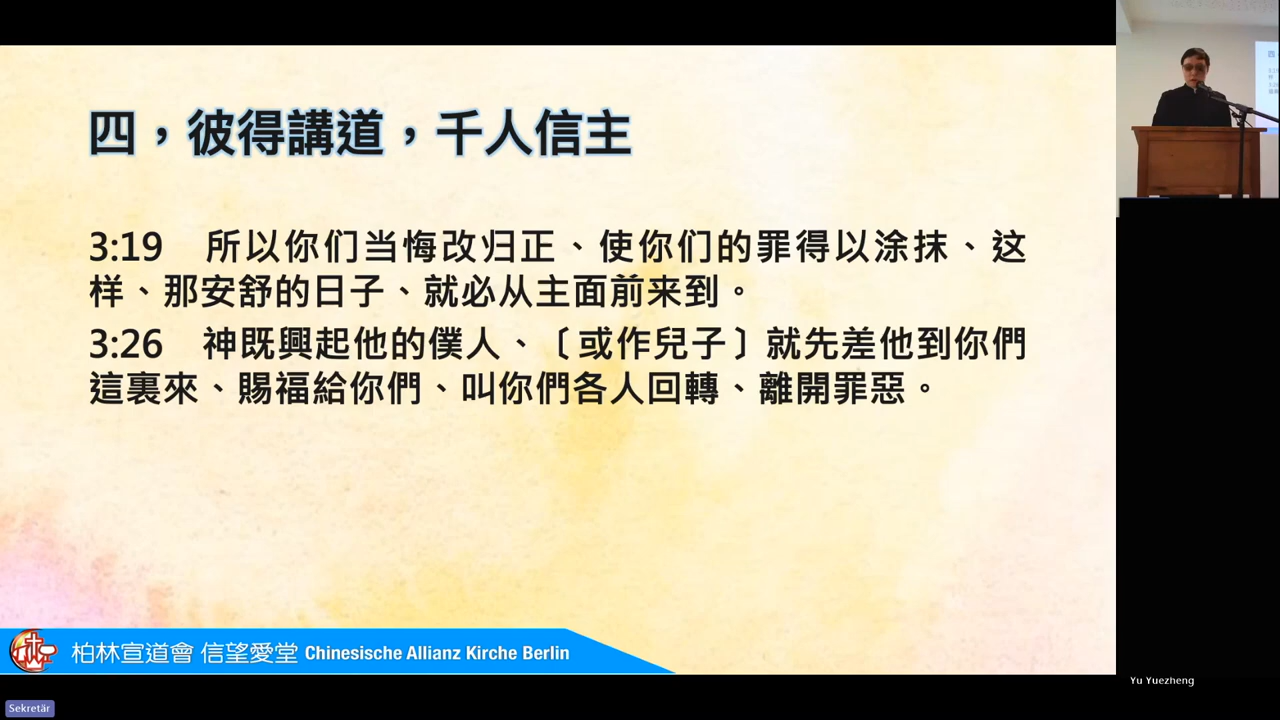 四，彼得講道，千人信主
3:19　所以你们当悔改归正、使你们的罪得以涂抹、这
样、那安舒的日子、就必从主面前来到。
3:26　神既興起他的僕人、〔或作兒子〕就先差他到你們
這裏來、賜福給你們、叫你們各人回轉、離開罪惡。
柏林宣道會 信望愛堂 Chinesische Allianz Kirche Berlin
Yu Yuezheng
Sekretär